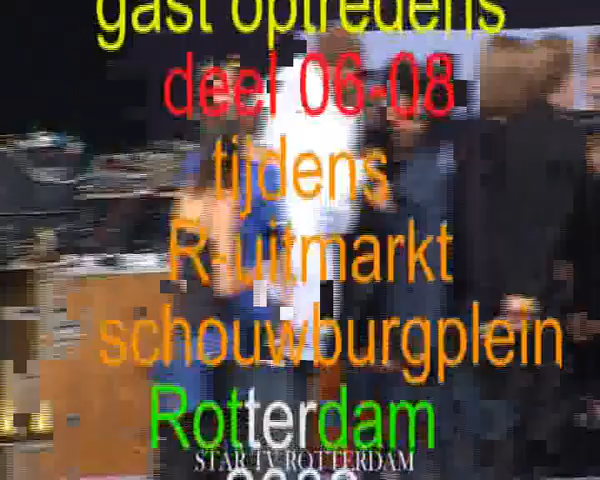 gast optredens
deel 06-08
tijdens
R-uitmarkt
schouwburgplein
Rotterdam
STAR TV ROTTERDAM